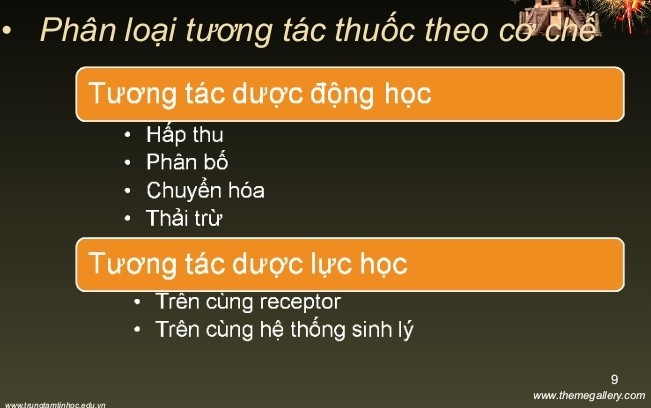 • Phân loại tương tác thuốc theo cơ chế
Tương tác dược động học
• Hấp thu
• Phân bố
• Chuyển hóa
• Thải trừ
Tương tác dược lực học
• Trên cùng receptor
• Trên cùng hệ thống sinh lý
9
www.themegallery.com
www.trungtamtinhoc.edu.vn